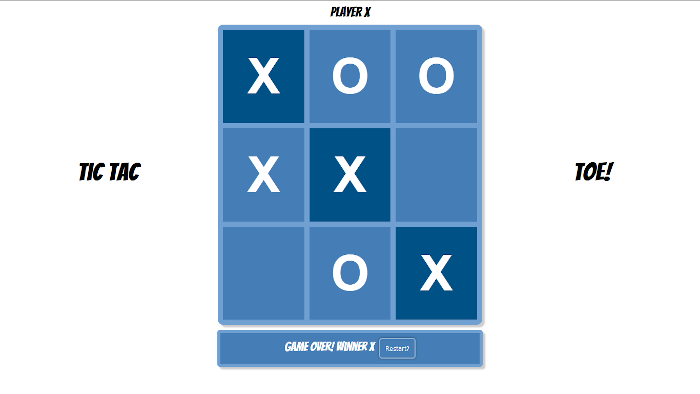 PLAYER X
X O O
TIC TAC
X X
TOE!
O X
GAME OVER! WINNER X Restart?